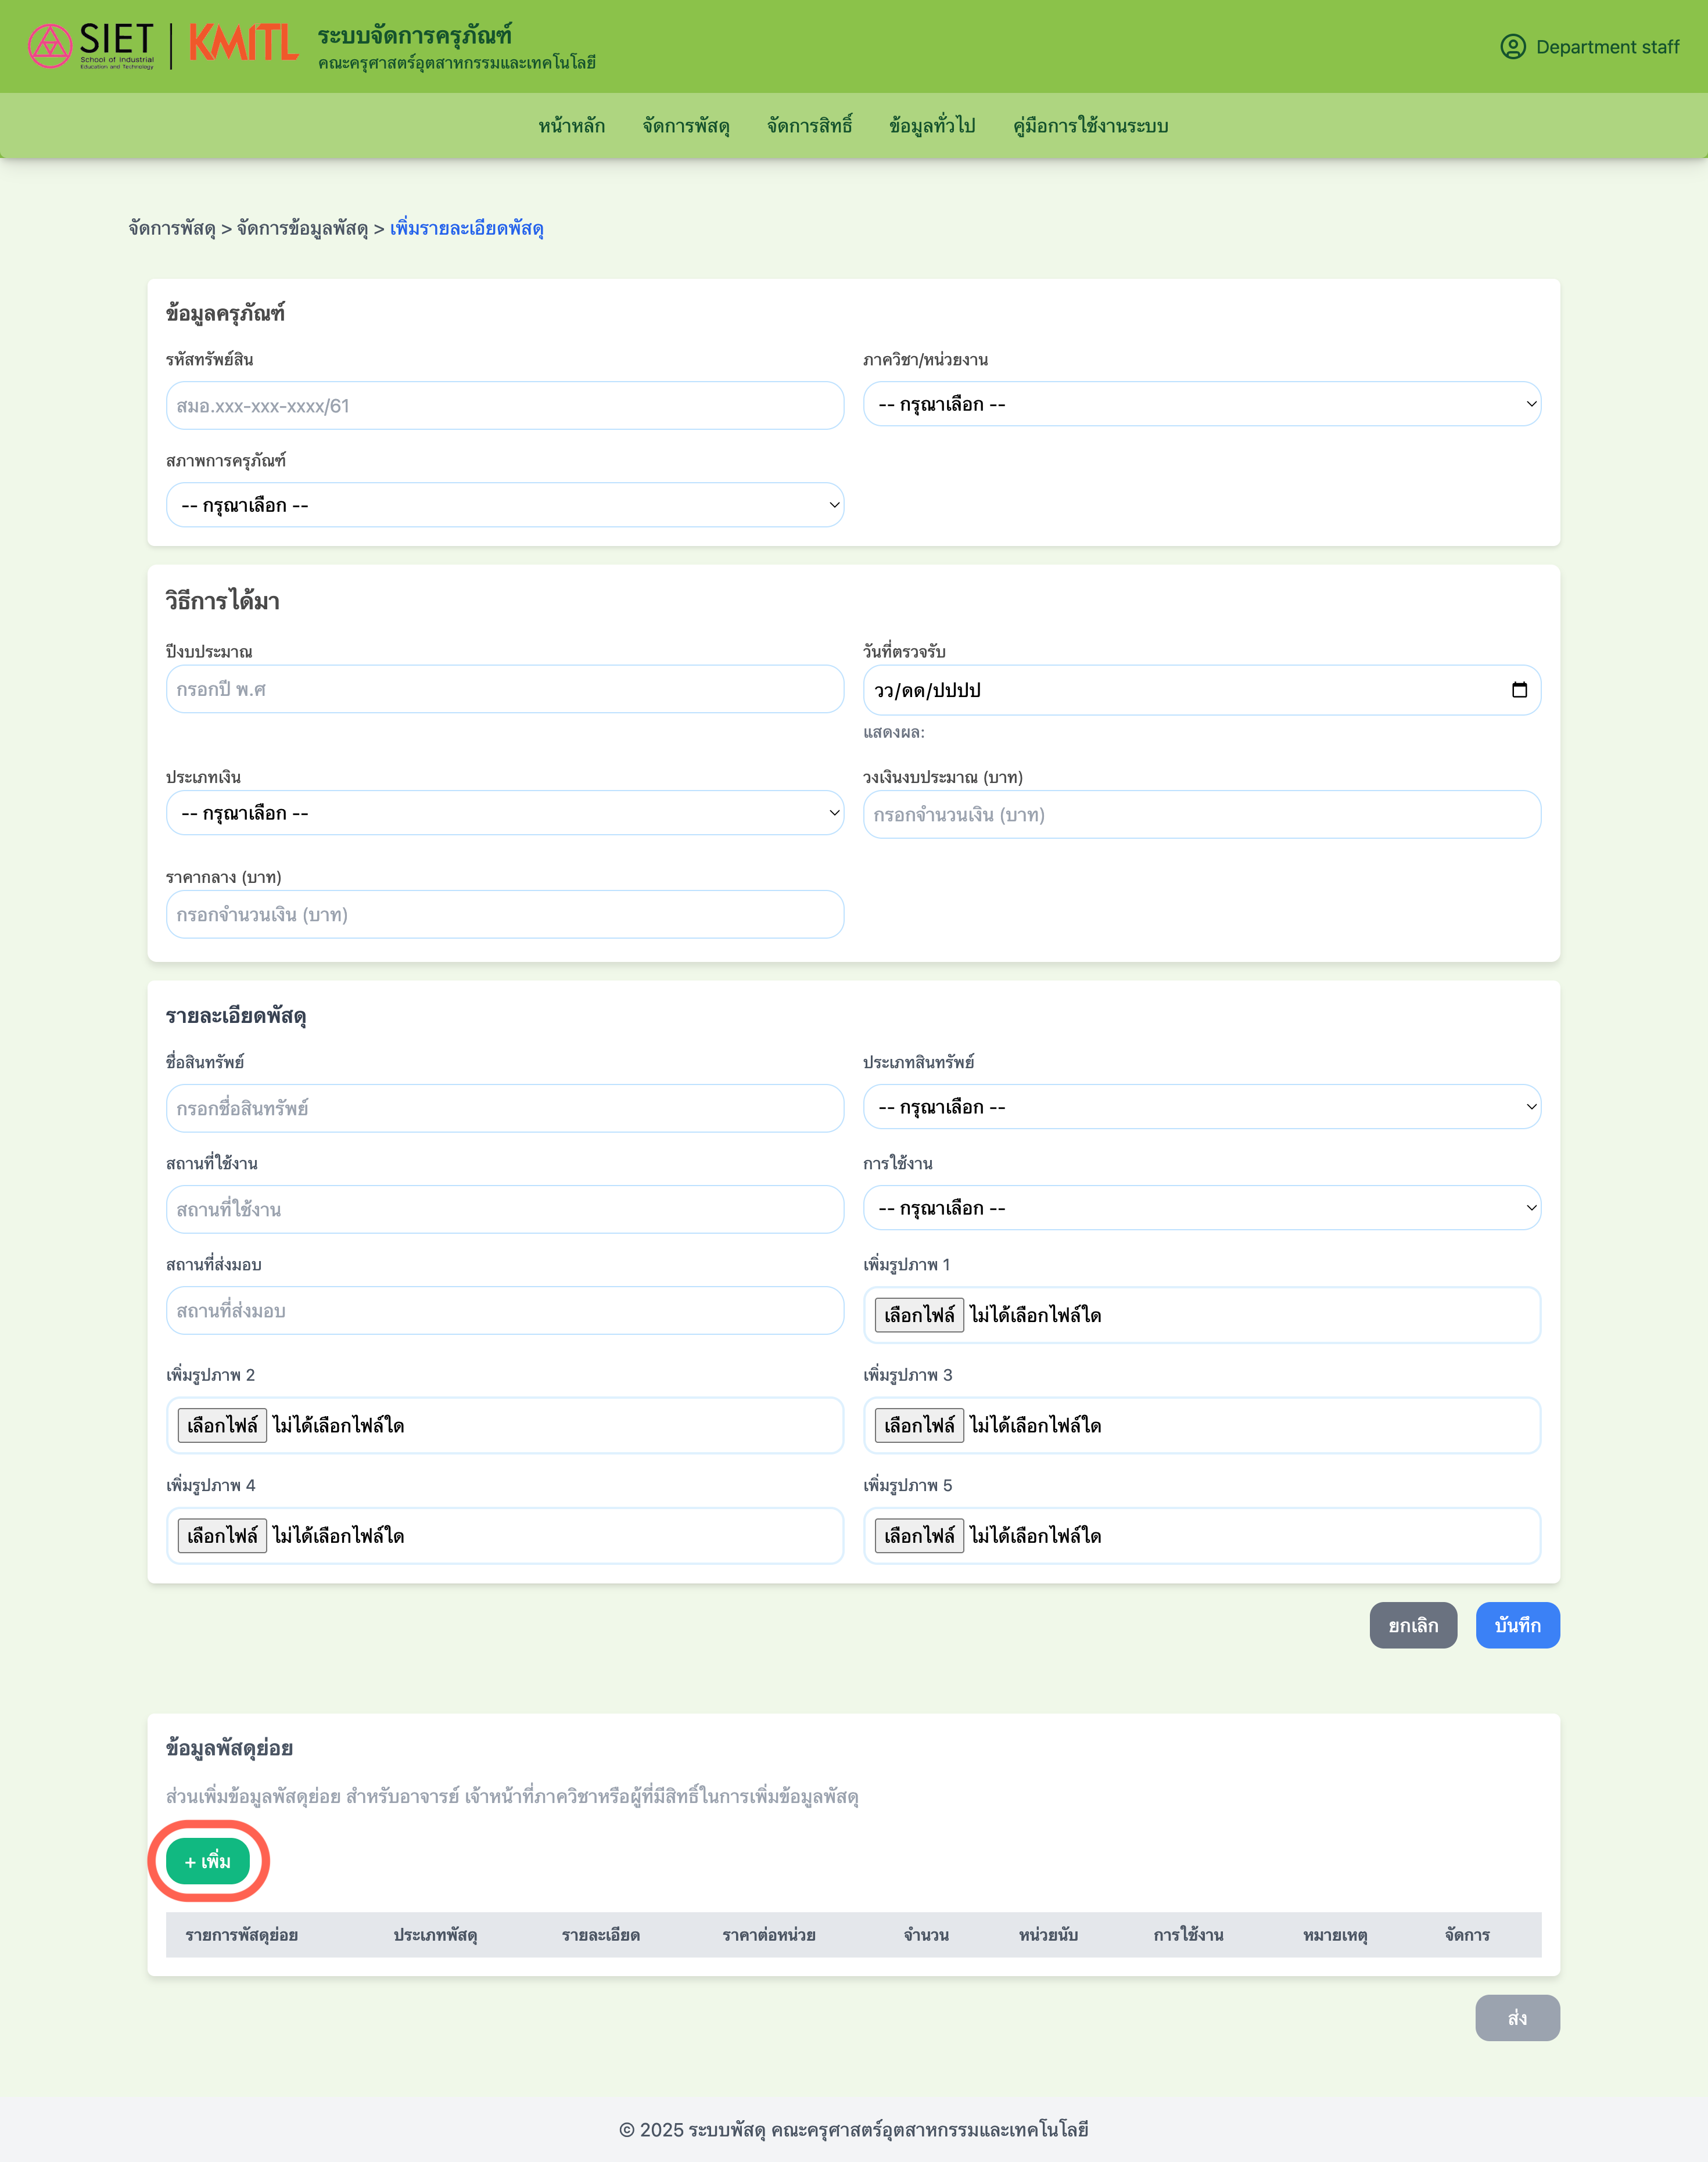 SIET
School of Industrial
Education and Technology
KMITL
ระบบจัดการครุภัณฑ์
คณะครุศาสตร์อุตสาหกรรมและเทคโนโลยี
Department staff
หน้าหลัก จัดการพัสดุ จัดการสิทธิ์ ข้อมูลทั่วไป คู่มือการใช้งานระบบ
จัดการพัสดุ > จัดการข้อมูลพัสดุ > เพิ่มรายละเอียดพัสดุ
ข้อมูลครุภัณฑ์
รหัสทรัพย์สิน ภาควิชา/หน่วยงาน
สมอ.xxx-xxx-xxxx/61 -- กรุณาเลือก --
สภาพการครุภัณฑ์
-- กรุณาเลือก --
วิธีการได้มา
ปีงบประมาณ วันที่ตรวจรับ
กรอกปี พ.ศ วว/ดด/ปปปป
แสดงผล:
ประเภทเงิน วงเงินงบประมาณ (บาท)
-- กรุณาเลือก -- กรอกจำนวนเงิน (บาท)
ราคากลาง (บาท)
กรอกจำนวนเงิน (บาท)
รายละเอียดพัสดุ
ชื่อสินทรัพย์ ประเภทสินทรัพย์
กรอกชื่อสินทรัพย์ -- กรุณาเลือก --
สถานที่ใช้งาน การใช้งาน
สถานที่ใช้งาน -- กรุณาเลือก --
สถานที่ส่งมอบ เพิ่มรูปภาพ 1
สถานที่ส่งมอบ เลือกไฟล์ ไม่ได้เลือกไฟล์ใด
เพิ่มรูปภาพ 2 เพิ่มรูปภาพ 3
เลือกไฟล์ ไม่ได้เลือกไฟล์ใด เลือกไฟล์ ไม่ได้เลือกไฟล์ใด
เพิ่มรูปภาพ 4 เพิ่มรูปภาพ 5
เลือกไฟล์ ไม่ได้เลือกไฟล์ใด เลือกไฟล์ ไม่ได้เลือกไฟล์ใด
ยกเลิก บันทึก
ข้อมูลพัสดุย่อย
ส่วนเพิ่มข้อมูลพัสดุย่อย สำหรับอาจารย์ เจ้าหน้าที่ภาควิชาหรือผู้ที่มีสิทธิ์ในการเพิ่มข้อมูลพัสดุ
+ เพิ่ม
รายการพัสดุย่อย ประเภทพัสดุ รายละเอียด ราคาต่อหน่วย จำนวน หน่วยนับ การใช้งาน หมายเหตุ จัดการ
ส่ง
© 2025 ระบบพัสดุ คณะครุศาสตร์อุตสาหกรรมและเทคโนโลยี